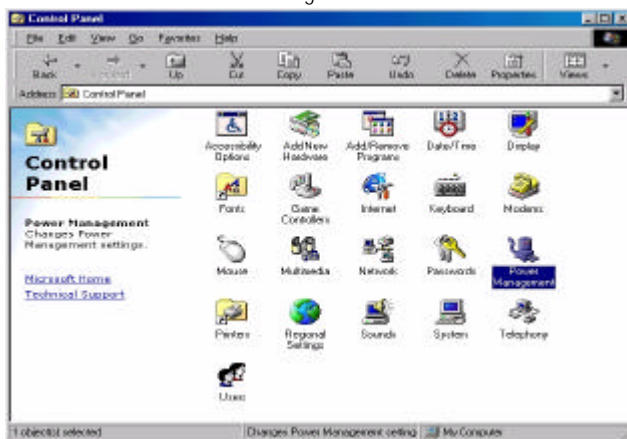 Control Panel
File Edit View Go Favorites Help
Back Forward Up Cut Copy Paste Undo Delete Properties Views
Address Control Panel
Control
Panel
Power Management
Changes Power
Management settings.
Microsoft Home
Technical Support
Accessibility
Options
Add New
Hardware
Add/Remove
Programs
Date/Time
Display
Fonts
Game
Controllers
Internet
Keyboard
Modems
Mouse
Multimedia
Network
Passwords
Power
Management
Printers
Regional
Settings
Sounds
System
Telephony
Users
1 object(s) selected
Changes Power Management setting
My Computer